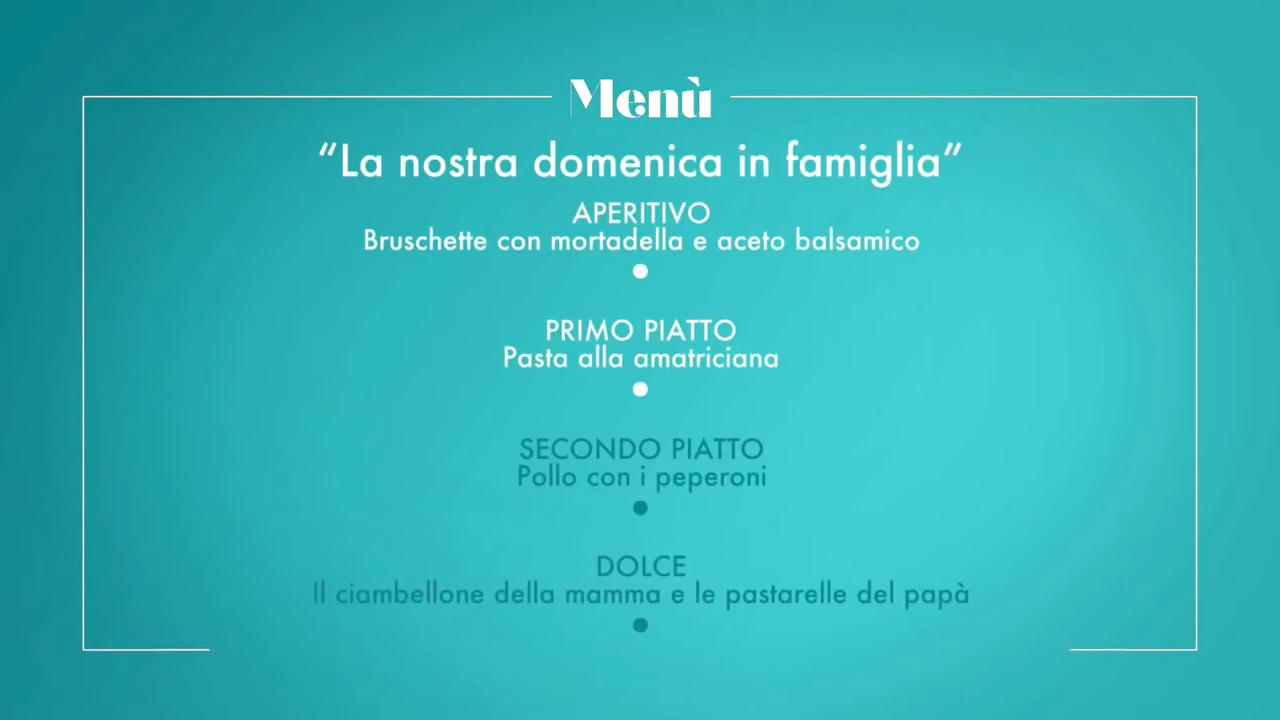 Menù
“La nostra domenica in famiglia”
APERITIVO
Bruschette con mortadella e aceto balsamico
PRIMO PIATTO
Pasta alla amatriciana
SECONDO PIATTO
Pollo con i peperoni
DOLCE
Il ciambellone della mamma e le pastarelle del papà